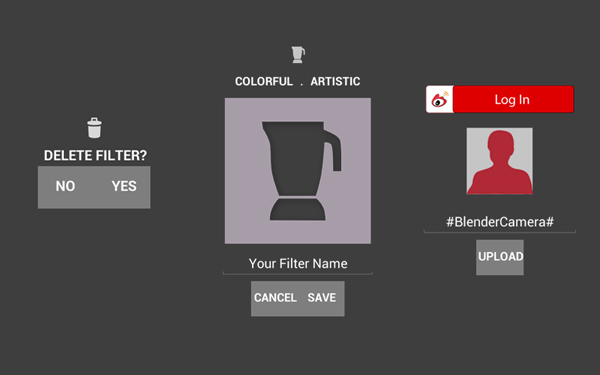 DELETE FILTER?
NO YES
COLORFUL . ARTISTIC
Your Filter Name
CANCEL SAVE
Log In
#BlenderCamera#
UPLOAD